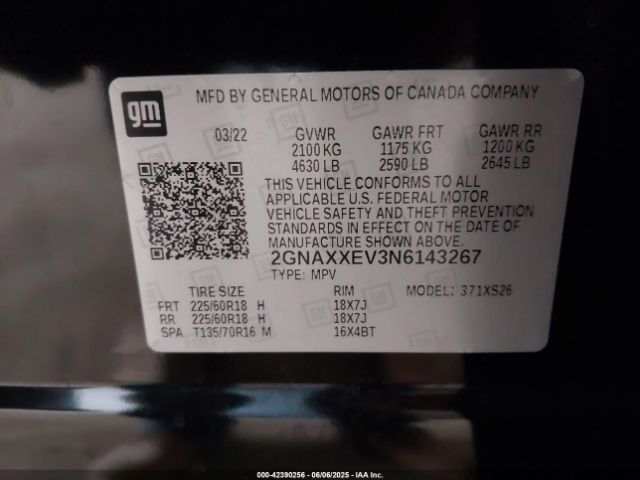 gm
MFD BY GENERAL MOTORS OF CANADA COMPANY
03/22 GVWR GAWR FRT GAWR RR
2100 KG 1175 KG 1200 KG
4630 LB 2590 LB 2645 LB
THIS VEHICLE CONFORMS TO ALL
APPLICABLE U.S. FEDERAL MOTOR
VEHICLE SAFETY AND THEFT PREVENTION
STANDARDS IN EFFECT ON THE DATE OF
MANUFACTURE SHOWN ABOVE.
2GNAXXEV3N6143267
TYPE: MPV
TIRE SIZE RIM MODEL: 371XS26
FRT 225/60R18 H 18X7J
RR 225/60R18 H 18X7J
SPA T135/70R16 M 16X4BT
000-42390256 - 06/06/2025 - IAA Inc.